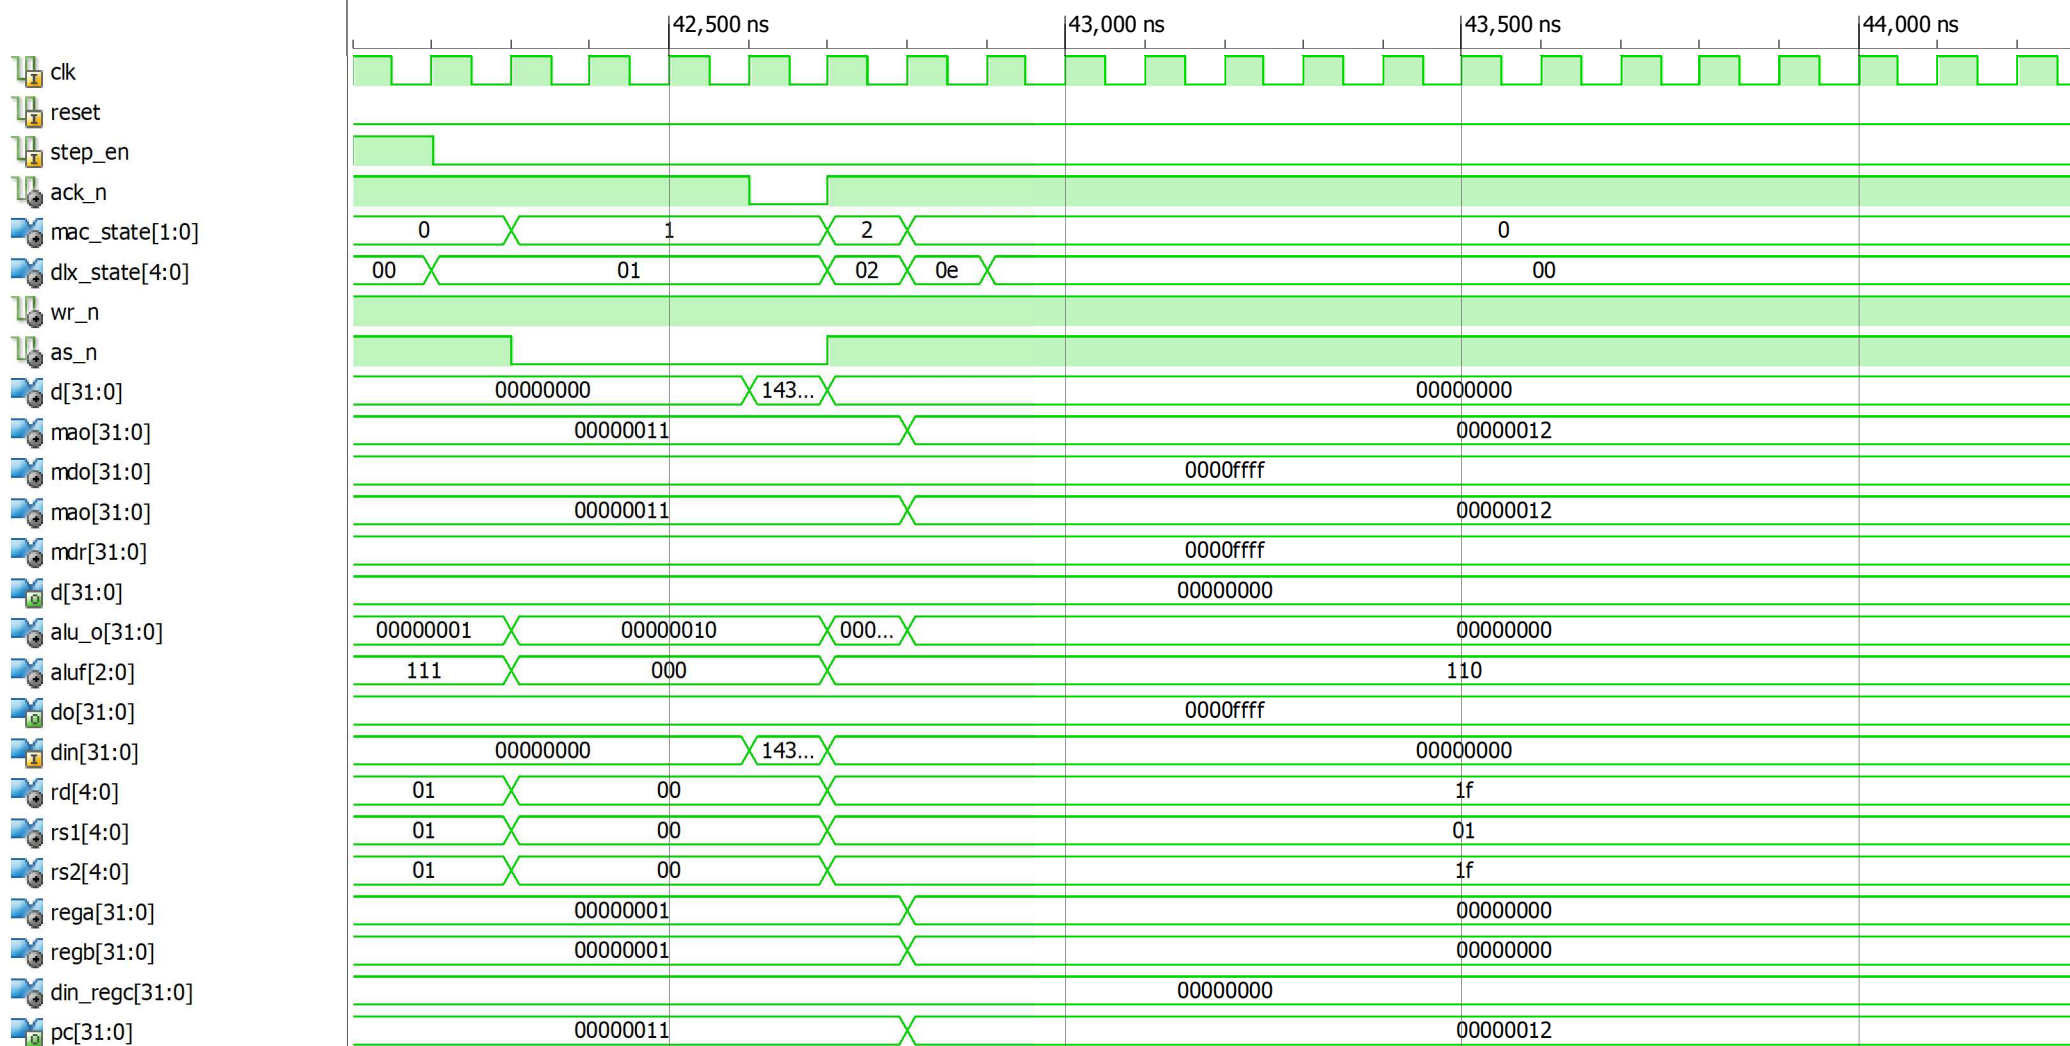 42,500 ns 43,000 ns 43,500 ns 44,000 ns
clk
reset
step_en
ack_n
mac_state[1:0] 0 1 2 0
dlx_state[4:0] 00 01 02 0e 00
wr_n
as_n
d[31:0] 00000000 143... 00000000
mao[31:0] 00000011 00000012
mdo[31:0] 0000ffff
mao[31:0] 00000011 00000012
mdr[31:0] 0000ffff
d[31:0] 00000000
alu_o[31:0] 00000001 00000010 000... 00000000
aluf[2:0] 111 000 110
do[31:0] 0000ffff
din[31:0] 00000000 143... 00000000
rd[4:0] 01 00 1f
rs1[4:0] 01 00 01
rs2[4:0] 01 00 1f
rega[31:0] 00000001 00000000
regb[31:0] 00000001 00000000
din_regc[31:0] 00000000
pc[31:0] 00000011 00000012